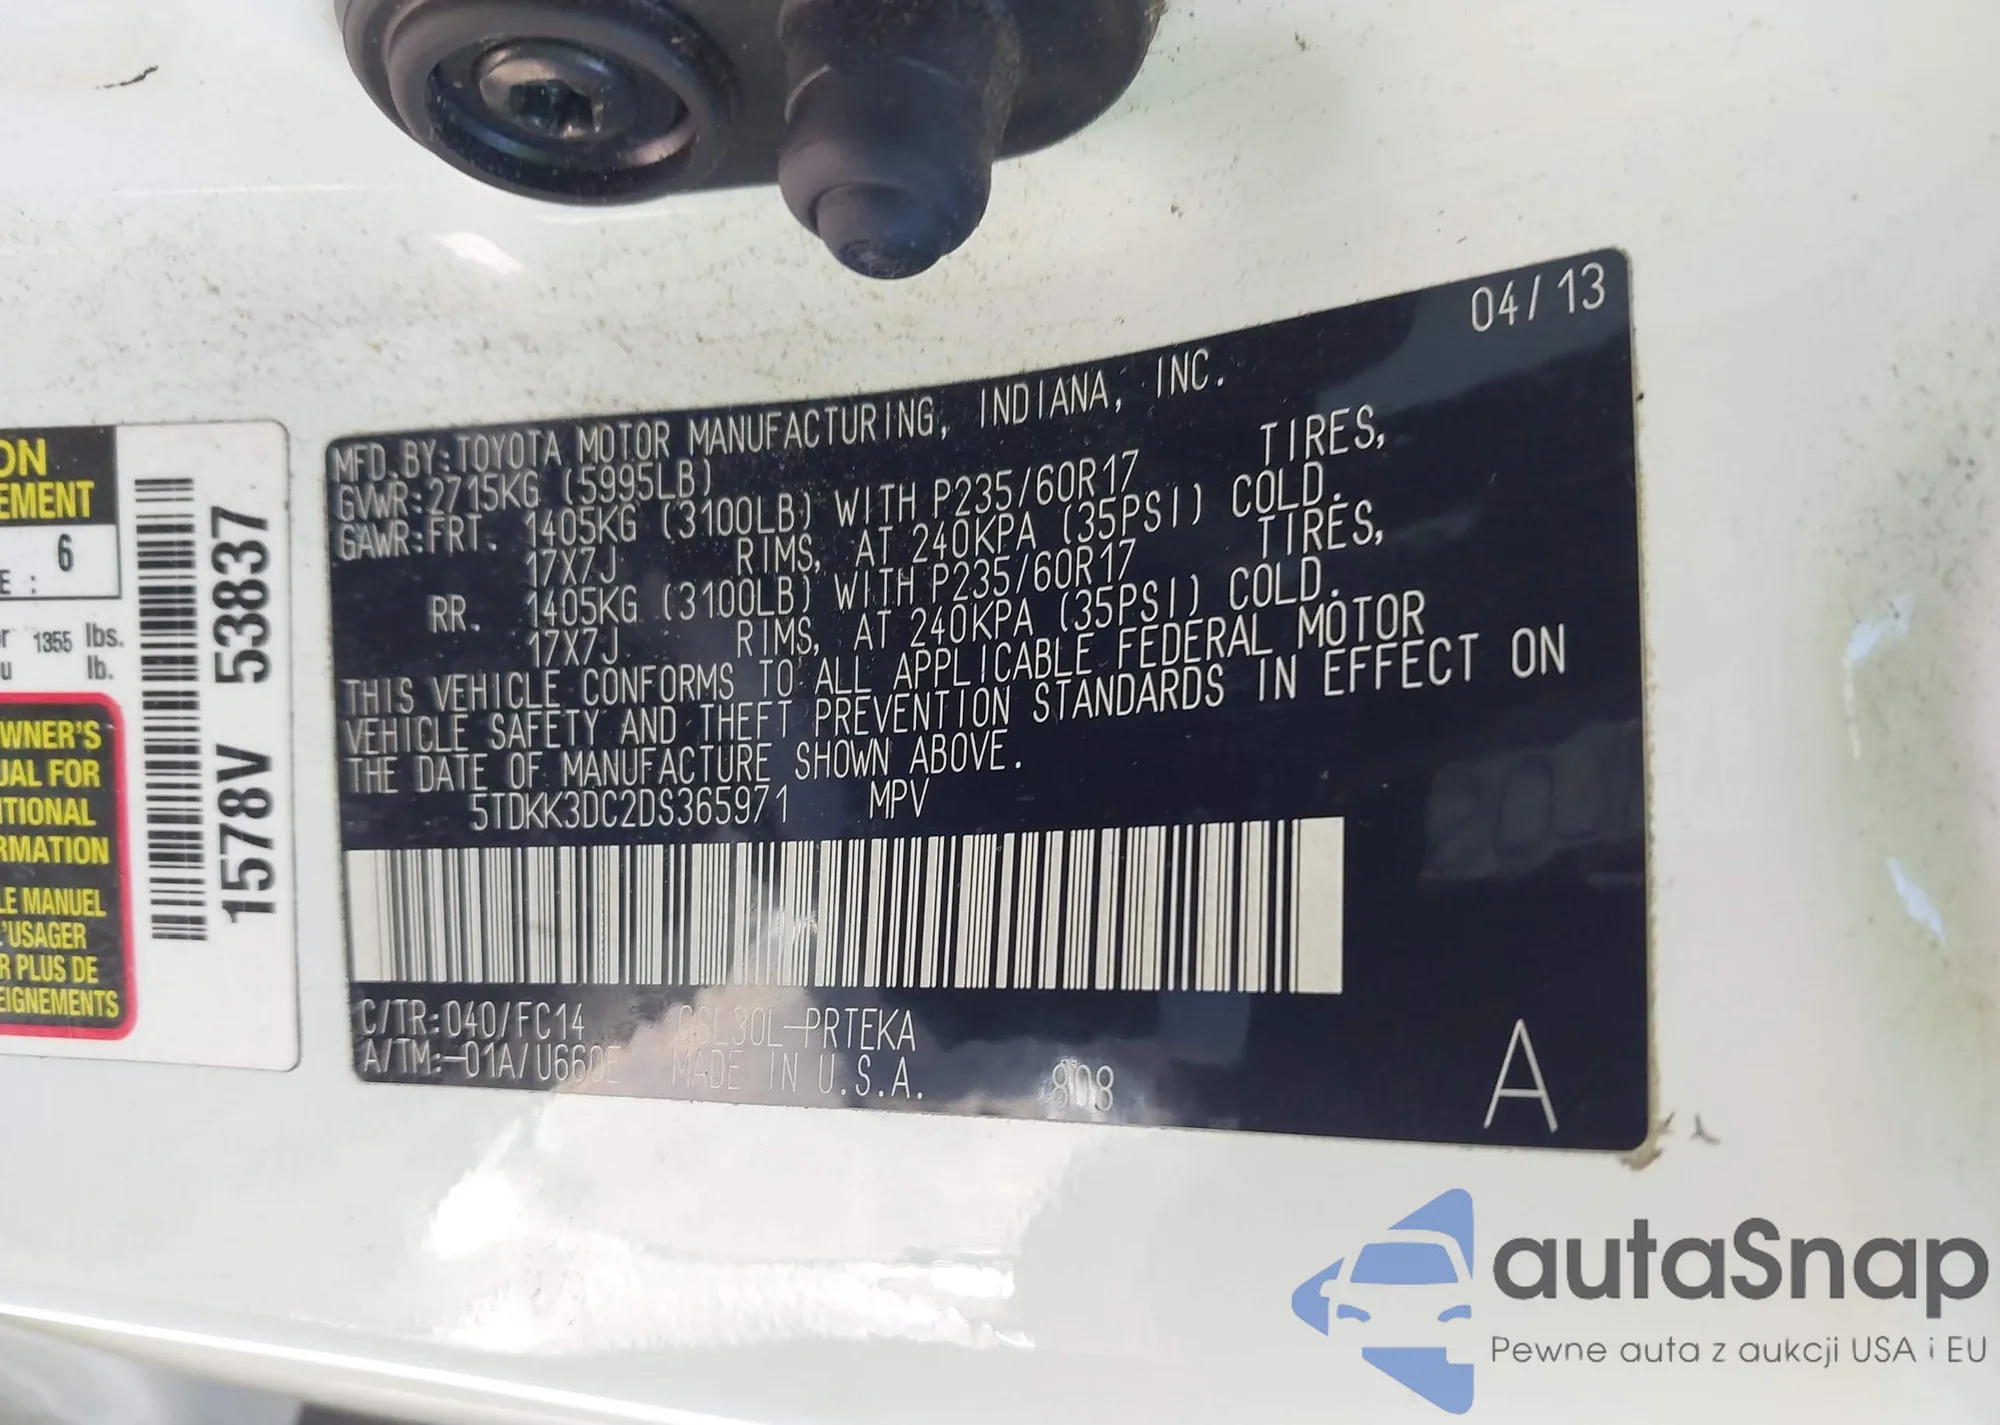 04/13
MFD.BY:TOYOTA MOTOR MANUFACTURING, INDIANA, INC.
GVWR:2715KG (5995LB)
GAWR:FRT. 1405KG (3100LB) WITH P235/60R17 TIRES,
17X7J RIMS, AT 240KPA (35PSI) COLD.
RR. 1405KG (3100LB) WITH P235/60R17 TIRES,
17X7J RIMS, AT 240KPA (35PSI) COLD.
THIS VEHICLE CONFORMS TO ALL APPLICABLE FEDERAL MOTOR
VEHICLE SAFETY AND THEFT PREVENTION STANDARDS IN EFFECT ON
THE DATE OF MANUFACTURE SHOWN ABOVE.
5TDKK3DC2DS365971 MPV
C/TR:040/FC14 GSL30L-PRTEKA
A/TM:-01A/U660E MADE IN U.S.A. 808
A
ON
EMENT
6
E :
or 1355 lbs.
u lb.
WNER'S
UAL FOR
ITIONAL
RMATION
LE MANUEL
L'USAGER
R PLUS DE
EIGNEMENTS
1578V 53837
autaSnap
Pewne auta z aukcji USA i EU